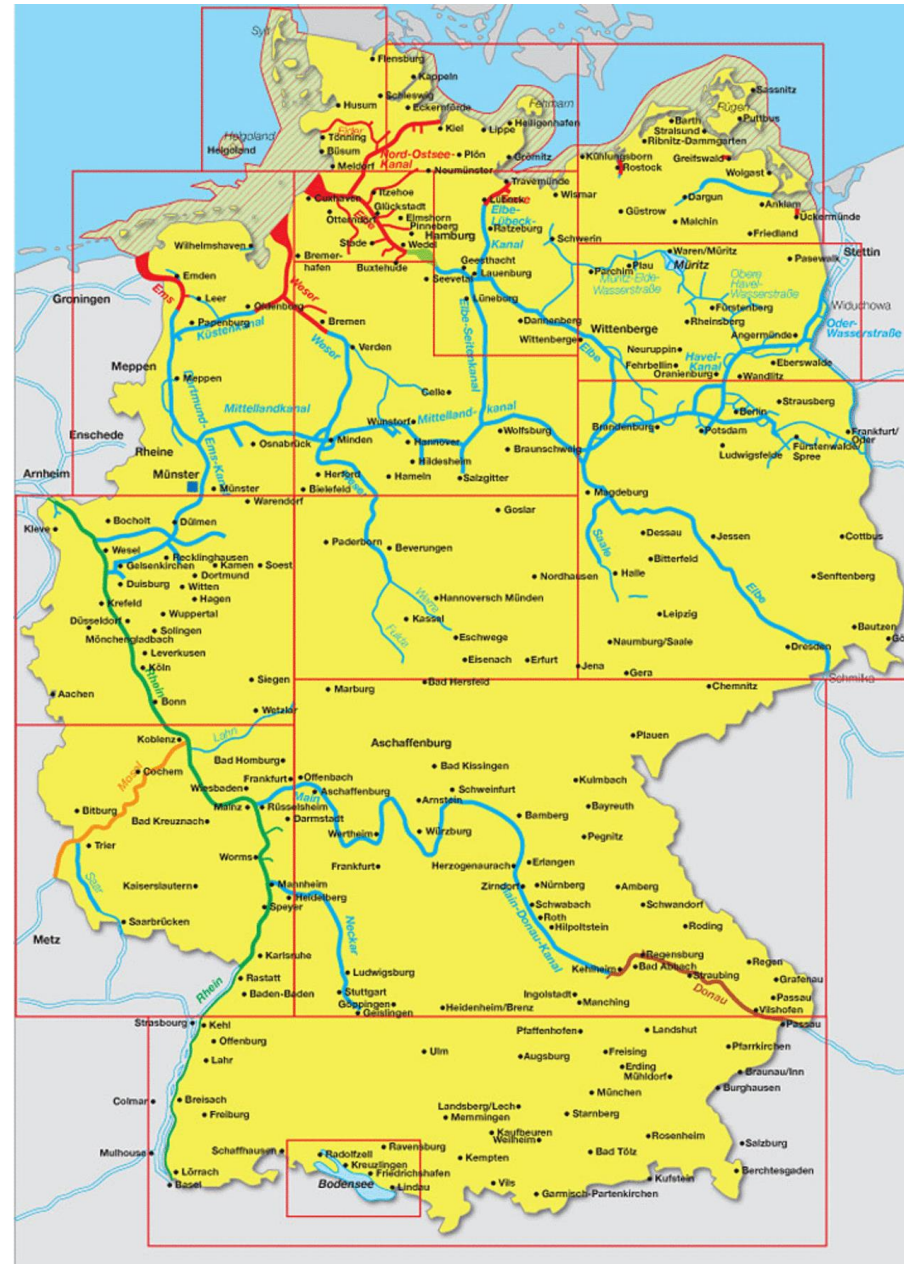 Sylt
Flensburg
Kappeln
Schleswig
Eckernförde
Husum
Fehmarn
Heiligenhafen
Sassnitz
Rügen
Puttbus
Barth
Stralsund
Ribnitz-Dammgarten
Helgoland
Helgoland
Eider
Tönning
Büsum
Meldorf
Kiel
Lippe
Nord-Ostsee-
Kanal
Plön
Grömitz
Neumünster
Kühlungsborn
Rostock
Greifswald
Wolgast
Travemünde
Wismar
Cuxhaven
Itzehoe
Glückstadt
Otterndorf
Elbe
Elmshorn
Pinneberg
Hamburg
Stade
Wedel
Buxtehude
Lübeck
Elbe-
Lübeck-
Kanal
Ratzeburg
Güstrow
Dargun
Malchin
Anklam
Ückermünde
Friedland
Stettin
Wilhelmshaven
Bremer-
hafen
Geesthacht
Seevetal
Lauenburg
Schwerin
Waren/Müritz
Plau
Müritz
Parchim
Müritz-Elde-
Wasserstraße
Pasewalk
Obere
Havel-
Wasserstraße
Widuchowa
Emden
Groningen
Ems
Leer
Oldenburg
Weser
Papenburg
Küstenkanal
Bremen
Lüneburg
Elbe-Seitenkanal
Dannenberg
Wittenberge
Wittenberge
Elbe
Fürstenberg
Rheinsberg
Angermünde
Oder-
Wasserstraße
Neuruppin
Fehrbellin
Havel-
Kanal
Oranienburg
Eberswalde
Wandlitz
Weser
Verden
Meppen
Meppen
Dortmund-Ems-Kanal
Celle
Mittellandkanal
Wunstorf
Mittelland-kanal
Enschede
Rheine
Osnabrück
Minden
Hannover
Wolfsburg
Braunschweig
Hildesheim
Hameln
Salzgitter
Brandenburg
Berlin
Strausberg
Potsdam
Ludwigsfelde
Fürstenwalde/
Spree
Frankfurt/
Oder
Arnheim
Münster
Münster
Herford
Bielefeld
Weser
Warendorf
Magdeburg
Goslar
Kleve
Bocholt
Dülmen
Wesel
Recklinghausen
Gelsenkirchen
Kamen
Soest
Dortmund
Duisburg
Witten
Hagen
Krefeld
Wuppertal
Düsseldorf
Solingen
Mönchengladbach
Leverkusen
Köln
Rhein
Aachen
Bonn
Siegen
Wetzlar
Paderborn
Beverungen
Nordhausen
Hannoversch Münden
Werre
Fulda
Kassel
Eschwege
Eisenach
Erfurt
Saale
Dessau
Jessen
Cottbus
Bitterfeld
Halle
Elbe
Senftenberg
Leipzig
Bautzen
Gö
Naumburg/Saale
Dresden
Jena
Gera
Schmilka
Chemnitz
Bad Hersfeld
Marburg
Koblenz
Lahn
Mosel
Cochem
Bad Homburg
Frankfurt
Offenbach
Wiesbaden
Main
Aschaffenburg
Aschaffenburg
Bad Kissingen
Plauen
Kulmbach
Schweinfurt
Arnstein
Bayreuth
Bitburg
Bad Kreuznach
Mainz
Rüsselsheim
Darmstadt
Wertheim
Würzburg
Bamberg
Pegnitz
Trier
Saar
Worms
Frankfurt
Herzogenaurach
Erlangen
Kaiserslautern
Mannheim
Heidelberg
Zirndorf
Nürnberg
Amberg
Speyer
Schwabach
Schwandorf
Saarbrücken
Main-Donau-Kanal
Roth
Hilpoltstein
Roding
Metz
Neckar
Karlsruhe
Regensburg
Regen
Kehlheim
Bad Abbach
Straubing
Grafenau
Rhein
Rastatt
Baden-Baden
Ludwigsburg
Stuttgart
Göppingen
Geislingen
Heidenheim/Brenz
Ingolstadt
Manching
Donau
Passau
Vilshofen
Passau
Strasbourg
Kehl
Offenburg
Pfaffenhofen
Landshut
Lahr
Ulm
Augsburg
Freising
Pfarrkirchen
Erding
Mühldorf
Braunau/Inn
Burghausen
München
Colmar
Breisach
Freiburg
Landsberg/Lech
Memmingen
Starnberg
Kaufbeuren
Weilheim
Rosenheim
Salzburg
Mulhouse
Schaffhausen
Radolfzell
Ravensburg
Kreuzlingen
Friedrichshafen
Kempten
Bad Tölz
Lörrach
Basel
Bodensee
Lindau
Vils
Garmisch-Partenkirchen
Kufstein
Berchtesgaden